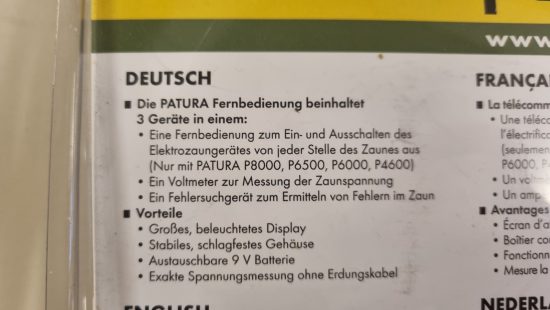 www
DEUTSCH
■ Die PATURA Fernbedienung beinhaltet
3 Geräte in einem:
• Eine Fernbedienung zum Ein- und Ausschalten des
Elektrozaungerätes von jeder Stelle des Zaunes aus
(Nur mit PATURA P8000, P6500, P6000, P4600)
• Ein Voltmeter zur Messung der Zaunspannung
• Ein Fehlersuchgerät zum Ermitteln von Fehlern im Zaun
■ Vorteile
• Großes, beleuchtetes Display
• Stabiles, schlagfestes Gehäuse
• Austauschbare 9 V Batterie
• Exakte Spannungsmessung ohne Erdungskabel
ENGLISH
FRANÇA
■ La télécomm
• Une téléco
l'électrific
(seulemen
P6000, P
• Un voltm
• Un amp
■ Avantages
• Écran d'a
• Boîtier co
• Fonctionn
• Mesure la
NEDERLA